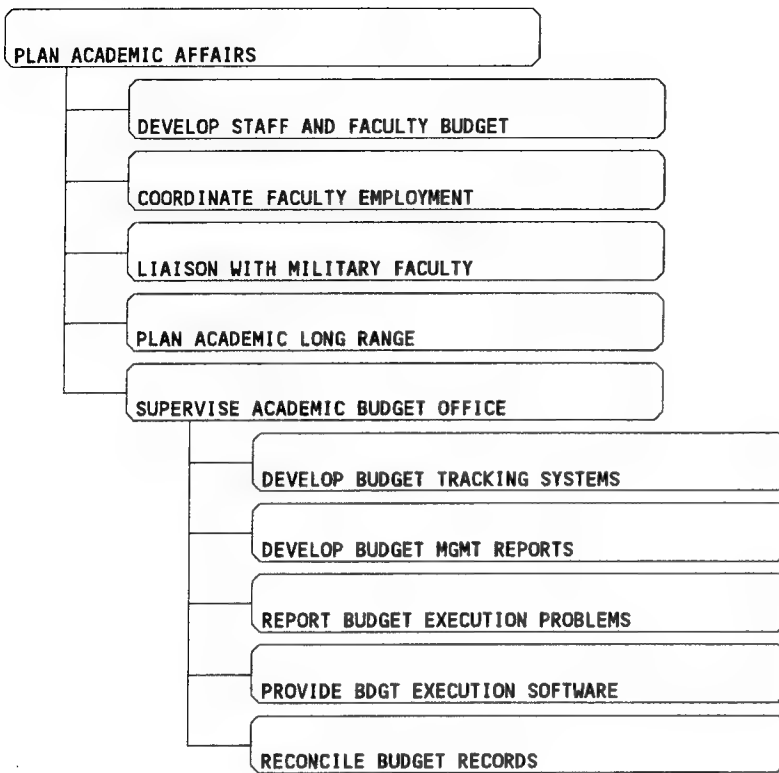 PLAN ACADEMIC AFFAIRS
DEVELOP STAFF AND FACULTY BUDGET
COORDINATE FACULTY EMPLOYMENT
LIAISON WITH MILITARY FACULTY
PLAN ACADEMIC LONG RANGE
SUPERVISE ACADEMIC BUDGET OFFICE
DEVELOP BUDGET TRACKING SYSTEMS
DEVELOP BUDGET MGMT REPORTS
REPORT BUDGET EXECUTION PROBLEMS
PROVIDE BDGT EXECUTION SOFTWARE
RECONCILE BUDGET RECORDS